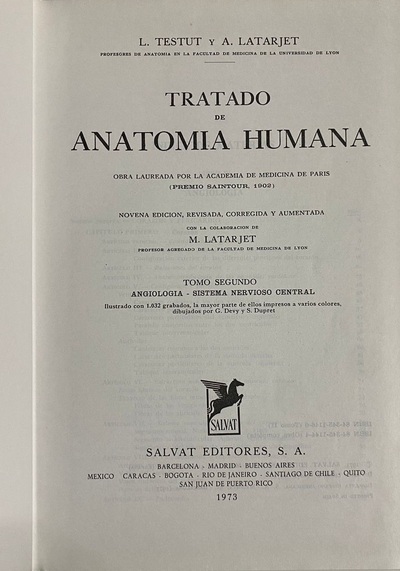 L. TESTUT Y A. LATARJET
PROFESORES DE ANATOMIA EN LA FACULTAD DE MEDICINA DE LA UNIVERSIDAD DE LYON
TRATADO
DE
ANATOMIA HUMANA
OBRA LAUREADA POR LA ACADEMIA DE MEDICINA DE PARIS
(PREMIO SAINTOUR, 1902)
NOVENA EDICION, REVISADA, CORREGIDA Y AUMENTADA
CON LA COLABORACION DE
M. LATARJET
PROFESOR AGREGADO DE LA FACULTAD DE MEDICINA DE LYON
TOMO SEGUNDO
ANGIOLOGIA - SISTEMA NERVIOSO CENTRAL
Ilustrado con 1.032 grabados, la mayor parte de ellos impresos a varios colores,
dibujados por G. Devy y S. Dupret
SALVAT
SALVAT EDITORES, S. A.
BARCELONA - MADRID - BUENOS AIRES
MEXICO - CARACAS - BOGOTA - RIO DE JANEIRO - SANTIAGO DE CHILE - QUITO
SAN JUAN DE PUERTO RICO
1973